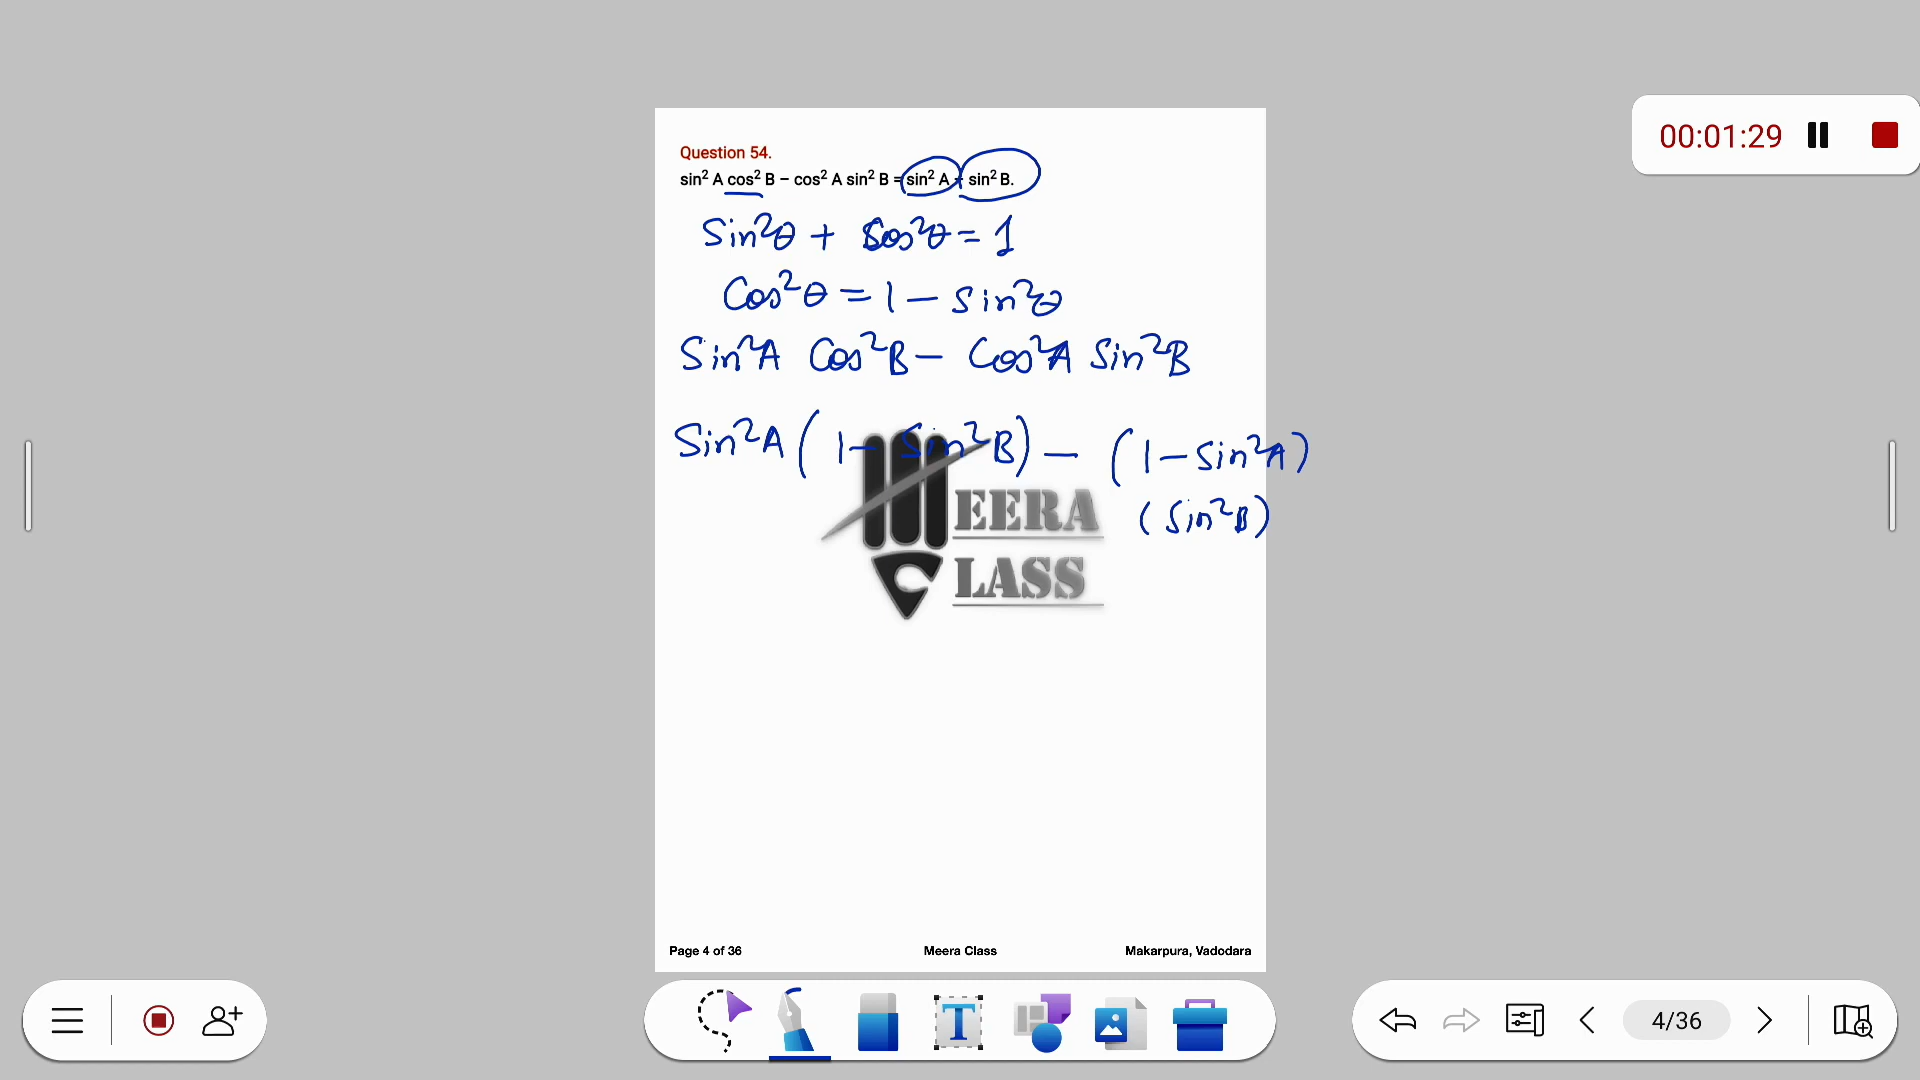 00:01:29
Question 54.
sin² A cos² B – cos² A sin² B = sin² A – sin² B.
Sin²θ + Cos²θ = 1
Cos²θ = 1 – Sin²θ
Sin²A Cos²B – Cos²A Sin²B
Sin²A ( 1 – Sin²B ) – ( 1 – Sin²A )
( Sin²B )
EERA
LASS
Page 4 of 36 Meera Class Makarpura, Vadodara
T
4/36